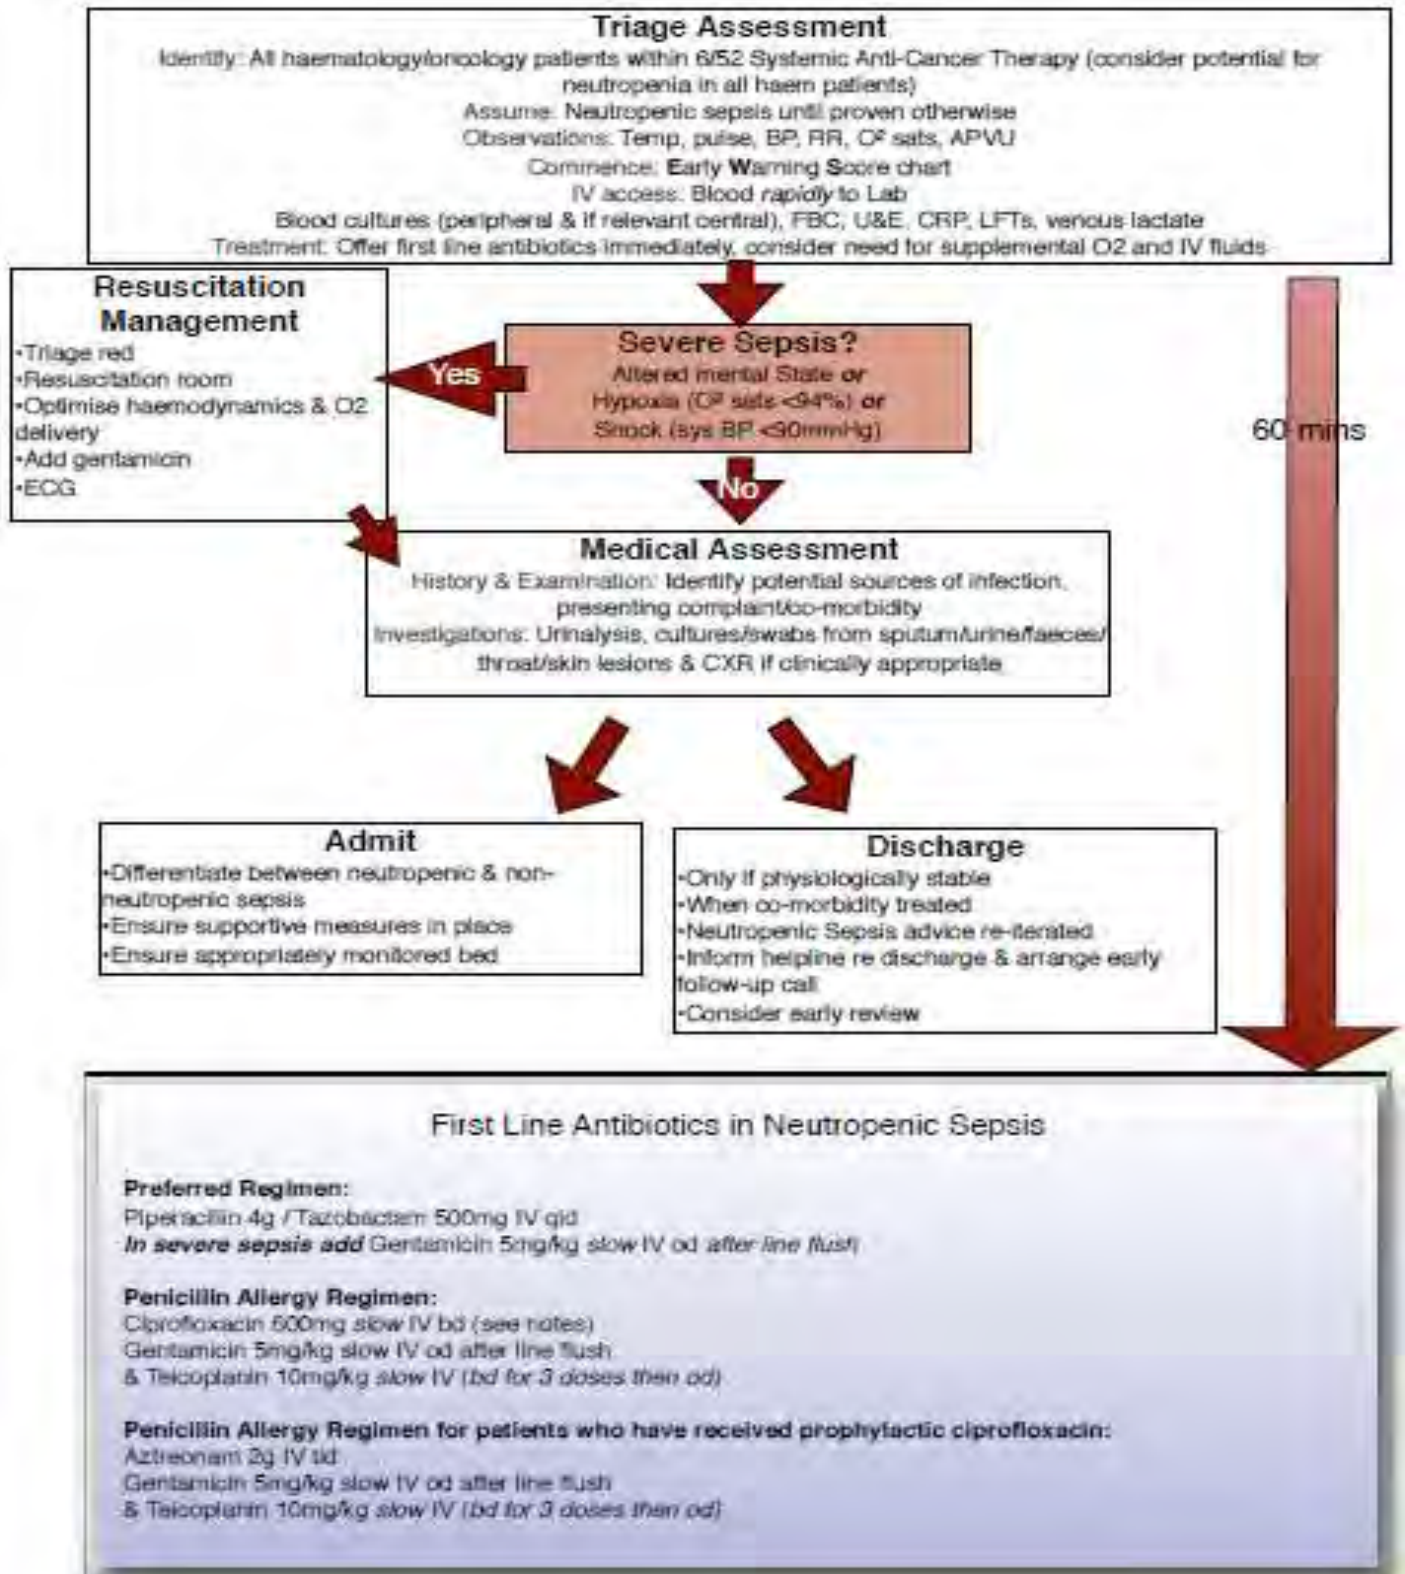 Triage Assessment
Identify: All haematology/oncology patients within 6/52 Systemic Anti-Cancer Therapy (consider potential for
neutropenia in all haem patients)
Assume: Neutropenic sepsis until proven otherwise
Observations: Temp, pulse, BP, RR, O² sats, APVU
Commence: Early Warning Score chart
IV access: Blood rapidly to Lab
Blood cultures (peripheral & if relevant central), FBC, U&E, CRP, LFTs, venous lactate
Treatment: Offer first line antibiotics immediately, consider need for supplemental O2 and IV fluids
Resuscitation
Management
•Triage red
•Resuscitation room
•Optimise haemodynamics & O2
delivery
•Add gentamicin
•ECG
Yes
Severe Sepsis?
Altered mental State or
Hypoxia (O² sats <94%) or
Shock (sys BP <90mmHg)
60 mins
No
Medical Assessment
History & Examination: Identify potential sources of infection,
presenting complaint/co-morbidity
Investigations: Urinalysis, cultures/swabs from sputum/urine/faeces/
throat/skin lesions & CXR if clinically appropriate
Admit
•Differentiate between neutropenic & non-
neutropenic sepsis
•Ensure supportive measures in place
•Ensure appropriately monitored bed
Discharge
•Only if physiologically stable
•When co-morbidity treated
•Neutropenic Sepsis advice re-iterated
•Inform helpline re discharge & arrange early
follow-up call
•Consider early review
First Line Antibiotics in Neutropenic Sepsis
Preferred Regimen:
Piperacillin 4g / Tazobactam 500mg IV qid
In severe sepsis add Gentamicin 5mg/kg slow IV od after line flush
Penicillin Allergy Regimen:
Ciprofloxacin slow IV bd (see notes)
Gentamicin 5mg/kg slow IV od after line flush
& Teicoplanin 10mg/kg slow IV (bd for 3 doses then od)
Penicillin Allergy Regimen for patients who have received prophylactic ciprofloxacin:
Aztreonam 2g IV tid
Gentamicin 5mg/kg slow IV od after line flush
& Teicoplanin 10mg/kg slow IV (bd for 3 doses then od)